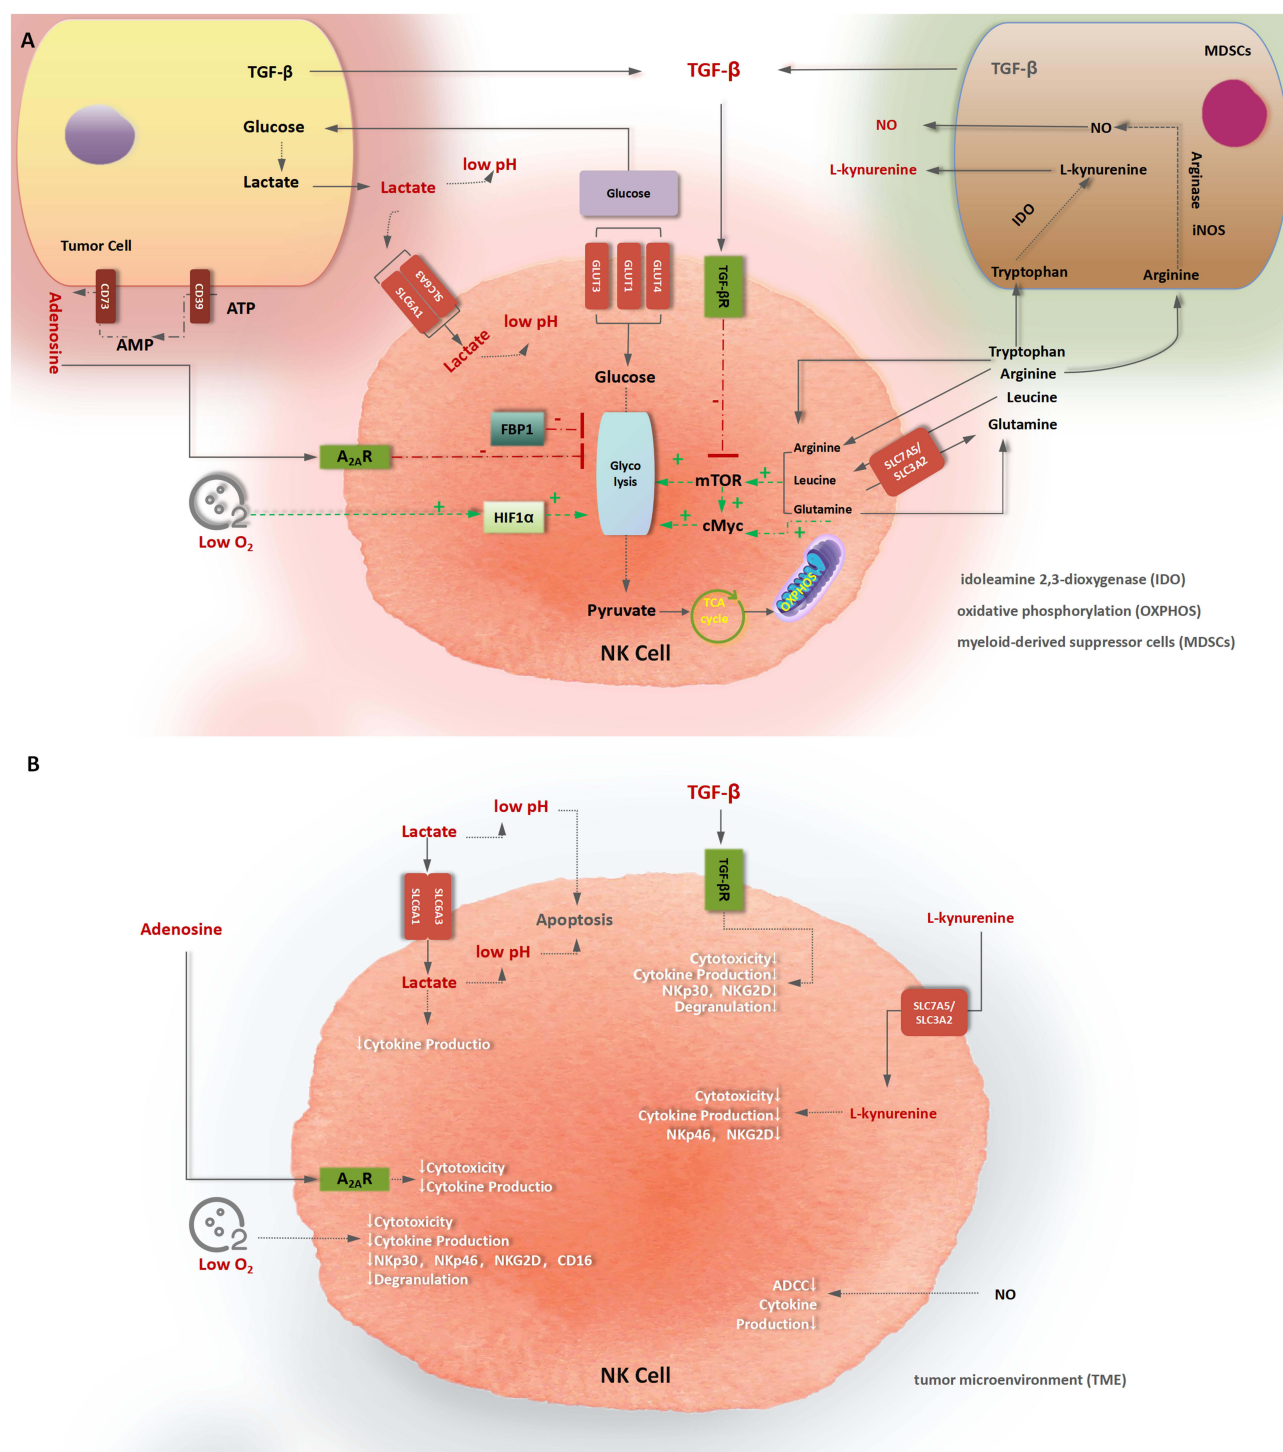 A
TGF-β
TGF-β
TGF-β
MDSCs
Glucose
NO
NO
Lactate
Lactate
low pH
Glucose
L-kynurenine
L-kynurenine
Arginase
iNOS
IDO
Tumor Cell
Tryptophan
Arginine
CD73
CD39
ATP
AMP
Adenosine
SLC6A3
SLC6A1
Lactate
low pH
GLUT3
GLUT1
GLUT4
TGF-βR
Glucose
Tryptophan
Arginine
Leucine
Glutamine
FBP1
-
-
-
A2AR
Glyco
lysis
+
mTOR
+
+
Arginine
Leucine
Glutamine
SLC7A5/
SLC3A2
2
Low O2
+
HIF1α
+
+
cMyc
+
OXPHOS
Pyruvate
TCA
cycle
NK Cell
idoleamine 2,3-dioxygenase (IDO)
oxidative phosphorylation (OXPHOS)
myeloid-derived suppressor cells (MDSCs)
B
TGF-β
low pH
Lactate
SLC6A1
SLC6A3
TGF-βR
Apoptosis
Adenosine
L-kynurenine
low pH
Lactate
Cytotoxicity↓
Cytokine Production↓
NKp30, NKG2D↓
Degranulation↓
SLC7A5/
SLC3A2
↓Cytokine Productio
Cytotoxicity↓
Cytokine Production↓
NKp46, NKG2D↓
L-kynurenine
A2AR
↓Cytotoxicity
↓Cytokine Productio
2
Low O2
↓Cytotoxicity
↓Cytokine Production
↓NKp30, NKp46, NKG2D, CD16
↓Degranulation
ADCC↓
Cytokine
Production↓
NO
NK Cell
tumor microenvironment (TME)